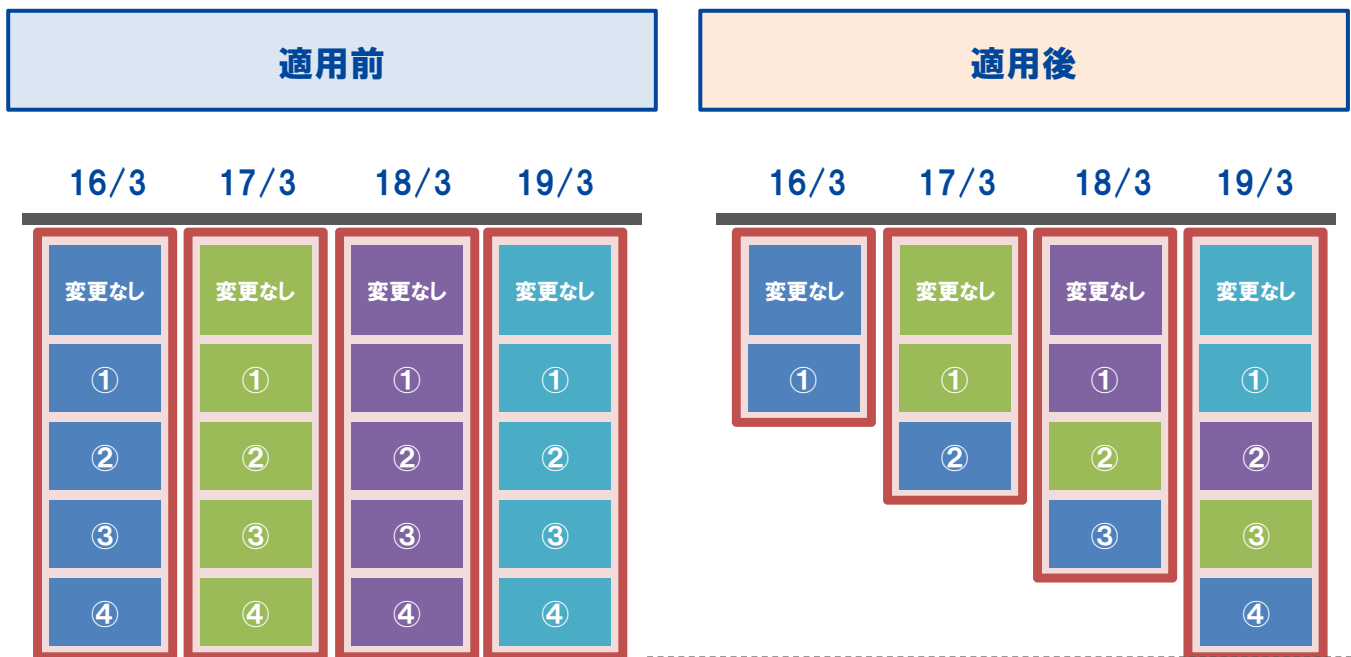 適用前
適用後
16/3 17/3 18/3 19/3
16/3 17/3 18/3 19/3
変更なし 変更なし 変更なし 変更なし
① ① ① ①
② ② ② ②
③ ③ ③ ③
④ ④ ④ ④
変更なし 変更なし 変更なし 変更なし
① ① ① ①
② ② ②
③ ③
④